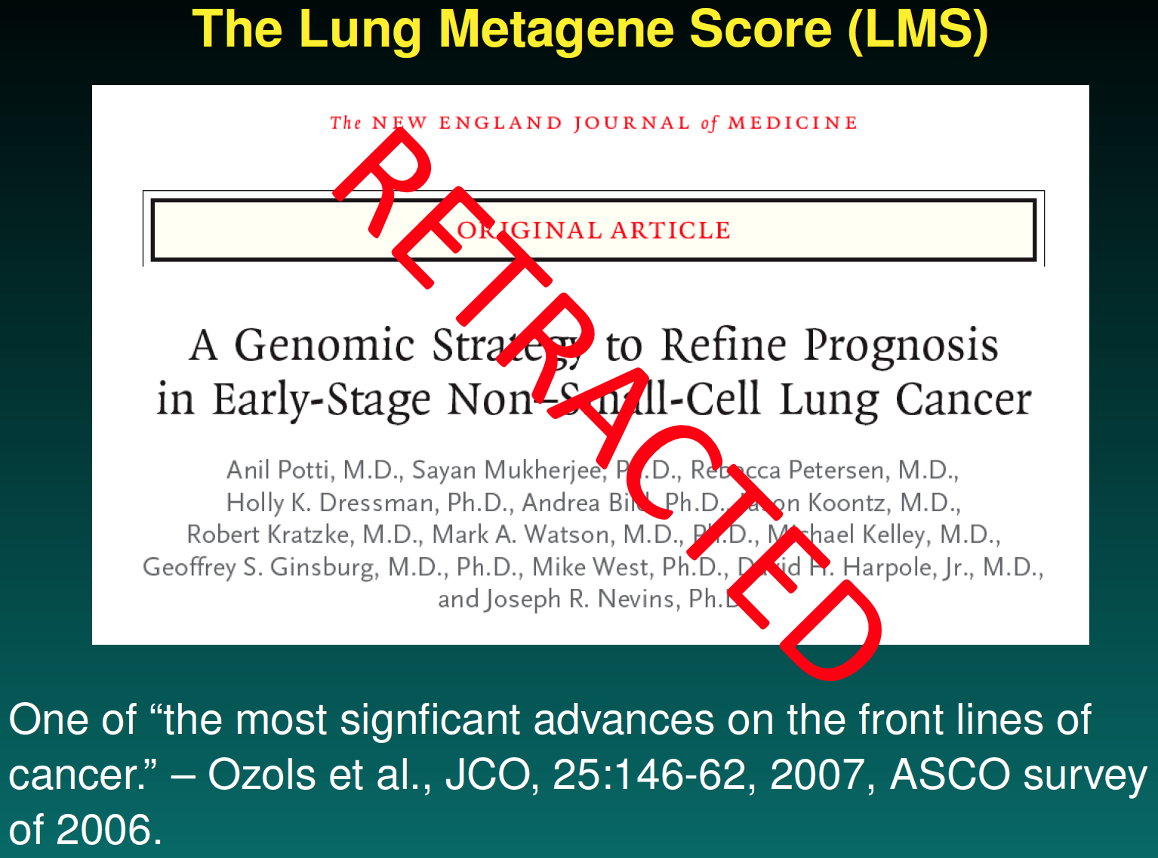 The Lung Metagene Score (LMS)
The NEW ENGLAND JOURNAL of MEDICINE
ORIGINAL ARTICLE
A Genomic Strategy to Refine Prognosis
in Early-Stage Non–Small-Cell Lung Cancer
Anil Potti, M.D., Sayan Mukherjee, Ph.D., Rebecca Petersen, M.D.,
Holly K. Dressman, Ph.D., Andrea Bild, Ph.D., Jason Koontz, M.D.,
Robert Kratzke, M.D., Mark A. Watson, M.D., Ph.D., Michael Kelley, M.D.,
Geoffrey S. Ginsburg, M.D., Ph.D., Mike West, Ph.D., David H. Harpole, Jr., M.D.,
and Joseph R. Nevins, Ph.D.
RETRACTED
One of “the most signficant advances on the front lines of
cancer.” – Ozols et al., JCO, 25:146-62, 2007, ASCO survey
of 2006.